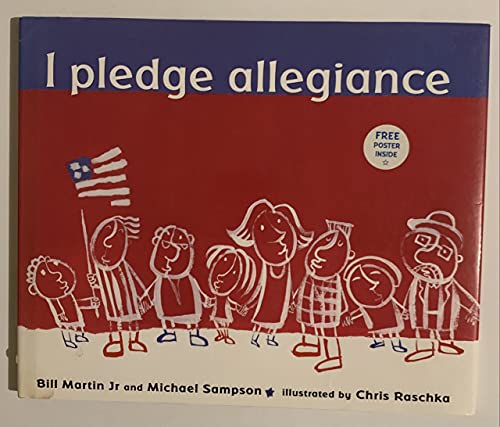 I pledge allegiance
FREE
POSTER
INSIDE
Bill Martin Jr and Michael Sampson ★ illustrated by Chris Raschka